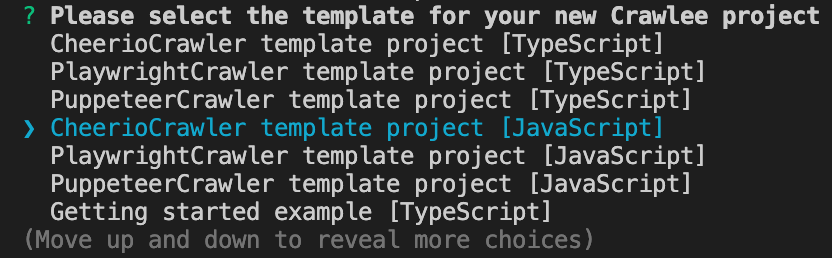 ? Please select the template for your new Crawlee project
CheerioCrawler template project [TypeScript]
PlaywrightCrawler template project [TypeScript]
PuppeteerCrawler template project [TypeScript]
❯ CheerioCrawler template project [JavaScript]
PlaywrightCrawler template project [JavaScript]
PuppeteerCrawler template project [JavaScript]
Getting started example [TypeScript]
(Move up and down to reveal more choices)